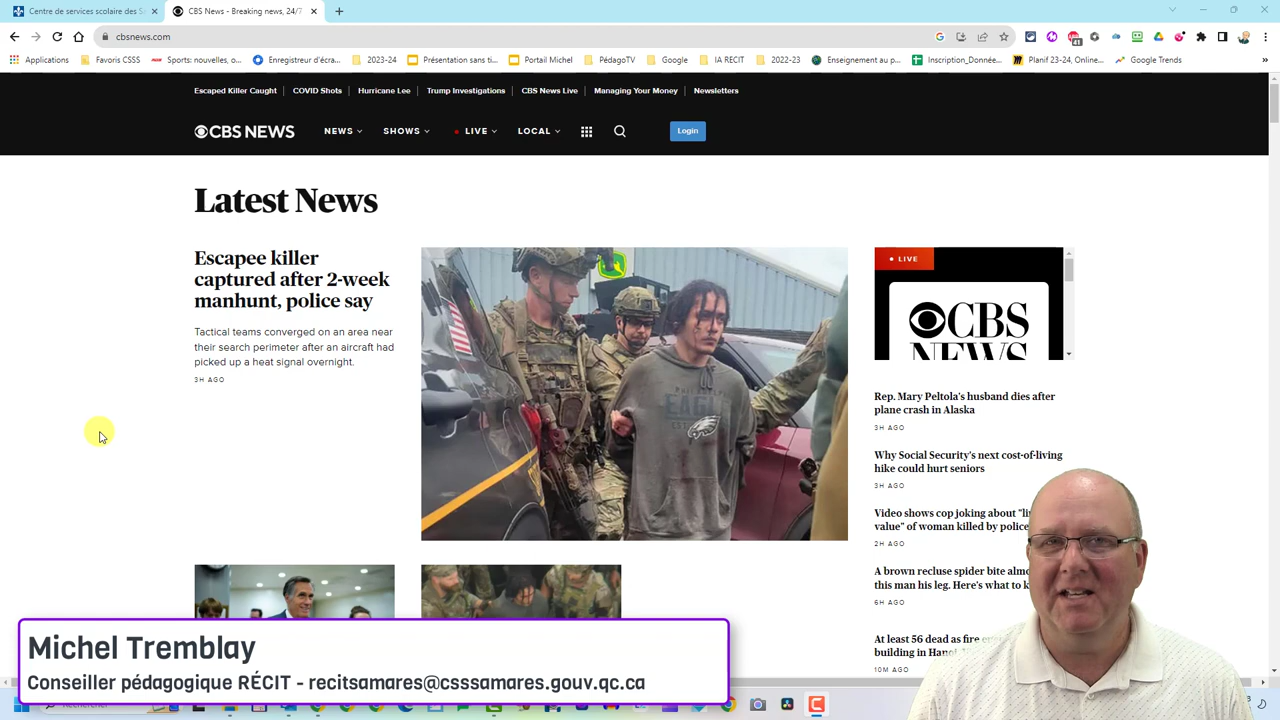 Centre de services scolaire des S
CBS News - Breaking news, 24/7
cbsnews.com
41
Applications
Favoris CSSS
Sports: nouvelles, o...
Enregistreur d'écra...
2023-24
Présentation sans ti...
Portail Michel
PédagoTV
Google
IA RECIT
2022-23
Enseignement au p...
Inscription_Donnée...
Planif 23-24, Online...
Google Trends
»
Escaped Killer Caught
COVID Shots
Hurricane Lee
Trump Investigations
CBS News Live
Managing Your Money
Newsletters
CBS NEWS
NEWS
SHOWS
LIVE
LOCAL
Login
Latest News
Escapee killer
captured after 2-week
manhunt, police say
Tactical teams converged on an area near
their search perimeter after an aircraft had
picked up a heat signal overnight.
3H AGO
EAGL
LIVE
CBS
NEWS
Rep. Mary Peltola's husband dies after
plane crash in Alaska
3H AGO
Why Social Security's next cost-of-living
hike could hurt seniors
3H AGO
Video shows cop joking about
value" of woman killed by police
2H AGO
A brown recluse spider bite
this man his leg. Here's what to
6H AGO
At least 56 dead as fire
building in
10M AGO
Michel Tremblay
Conseiller pédagogique RÉCIT - recitsamares@csssamares.gouv.qc.ca
Rechercher